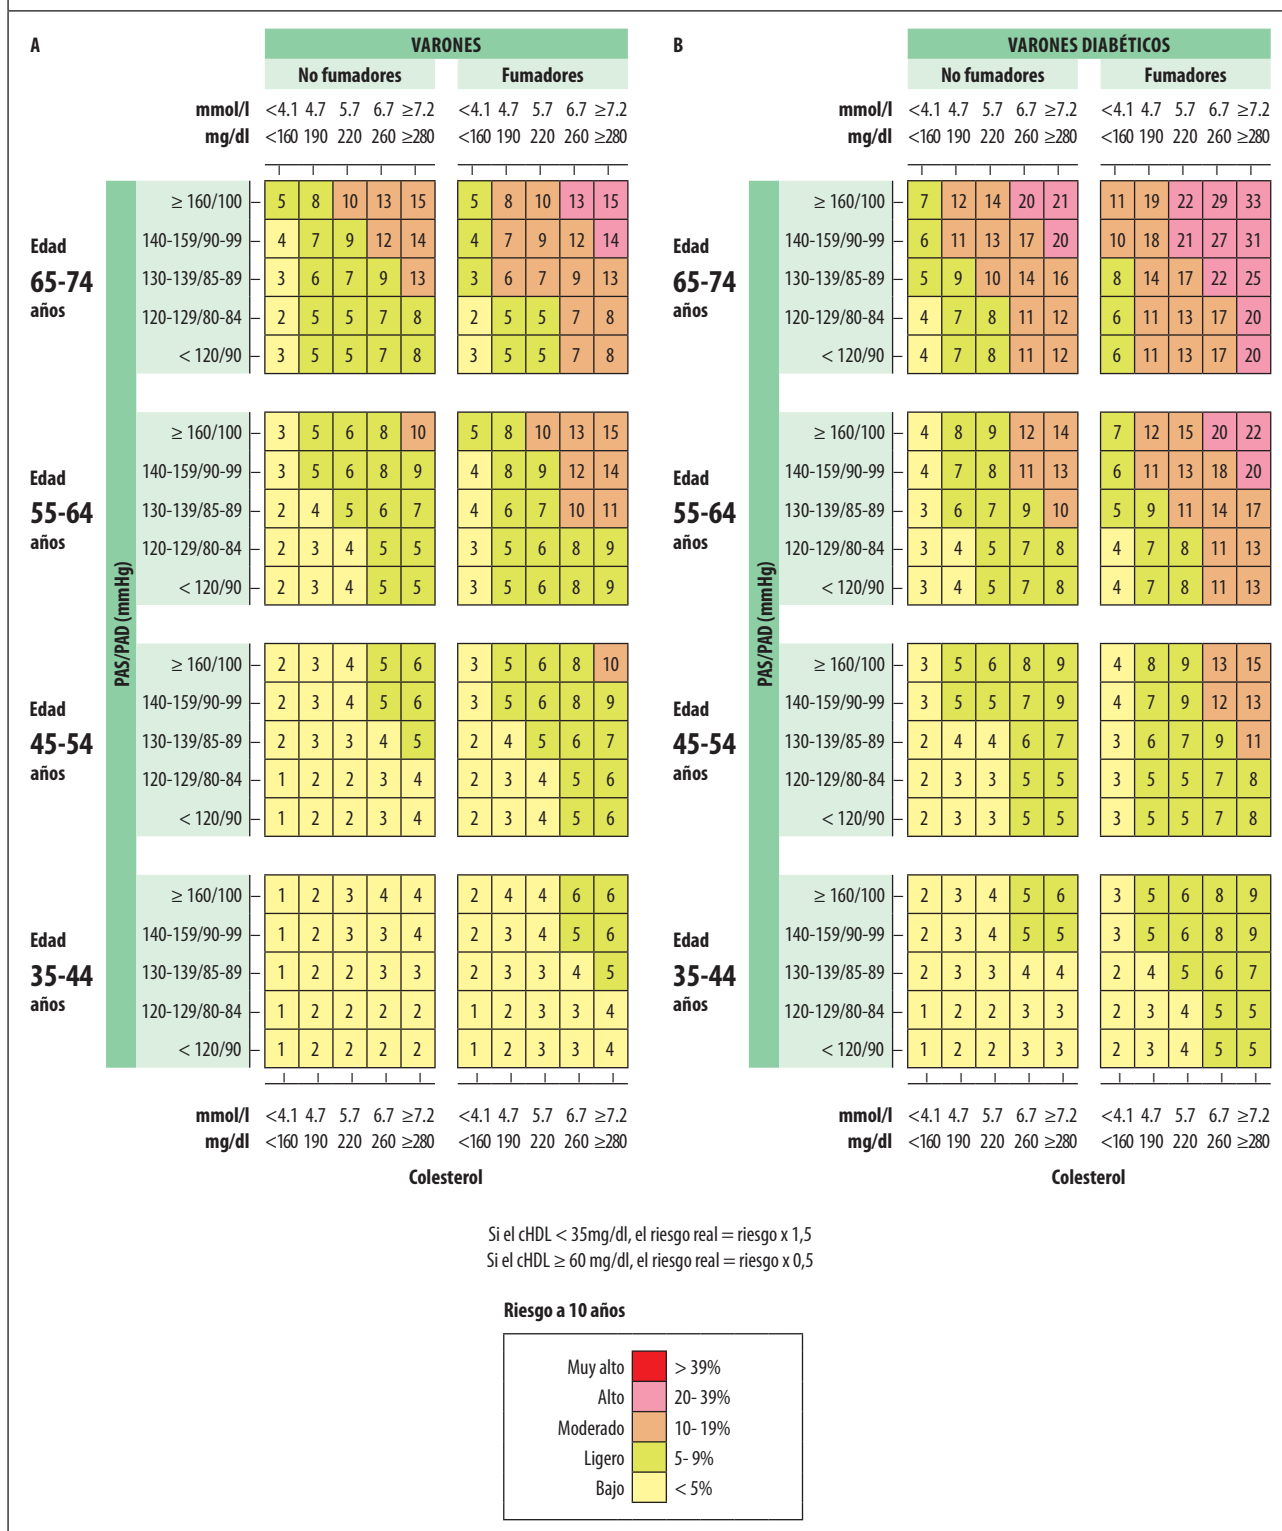 A VARONES B VARONES DIABÉTICOS
No fumadores Fumadores No fumadores Fumadores
mmol/l <4.1 4.7 5.7 6.7 ≥7.2 <4.1 4.7 5.7 6.7 ≥7.2 mmol/l <4.1 4.7 5.7 6.7 ≥7.2 <4.1 4.7 5.7 6.7 ≥7.2
mg/dl <160 190 220 260 ≥280 <160 190 220 260 ≥280 mg/dl <160 190 220 260 ≥280 <160 190 220 260 ≥280
PAS/PAD (mmHg) PAS/PAD (mmHg)
Edad 65-74 años Edad 65-74 años
≥ 160/100 5 8 10 13 15 5 8 10 13 15 ≥ 160/100 7 12 14 20 21 11 19 22 29 33
140-159/90-99 4 7 9 12 14 4 7 9 12 14 140-159/90-99 6 11 13 17 20 10 18 21 27 31
130-139/85-89 3 6 7 9 13 3 6 7 9 13 130-139/85-89 5 9 10 14 16 8 14 17 22 25
120-129/80-84 2 5 5 7 8 2 5 5 7 8 120-129/80-84 4 7 8 11 12 6 11 13 17 20
< 120/90 3 5 5 7 8 3 5 5 7 8 < 120/90 4 7 8 11 12 6 11 13 17 20
Edad 55-64 años Edad 55-64 años
≥ 160/100 3 5 6 8 10 5 8 10 13 15 ≥ 160/100 4 8 9 12 14 7 12 15 20 22
140-159/90-99 3 5 6 8 9 4 8 9 12 14 140-159/90-99 4 7 8 11 13 6 11 13 18 20
130-139/85-89 2 4 5 6 7 4 6 7 10 11 130-139/85-89 3 6 7 9 10 5 9 11 14 17
120-129/80-84 2 3 4 5 5 3 5 6 8 9 120-129/80-84 3 4 5 7 8 4 7 8 11 13
< 120/90 2 3 4 5 5 3 5 6 8 9 < 120/90 3 4 5 7 8 4 7 8 11 13
Edad 45-54 años Edad 45-54 años
≥ 160/100 2 3 4 5 6 3 5 6 8 10 ≥ 160/100 3 5 6 8 9 4 8 9 13 15
140-159/90-99 2 3 4 5 6 3 5 6 8 9 140-159/90-99 3 5 5 7 9 4 7 9 12 13
130-139/85-89 2 3 3 4 5 2 4 5 6 7 130-139/85-89 2 4 4 6 7 3 6 7 9 11
120-129/80-84 1 2 2 3 4 2 3 4 5 6 120-129/80-84 2 3 3 5 5 3 5 5 7 8
< 120/90 1 2 2 3 4 2 3 4 5 6 < 120/90 2 3 3 5 5 3 5 5 7 8
Edad 35-44 años Edad 35-44 años
≥ 160/100 1 2 3 4 4 2 4 4 6 6 ≥ 160/100 2 3 4 5 6 3 5 6 8 9
140-159/90-99 1 2 3 3 4 2 3 4 5 6 140-159/90-99 2 3 4 5 5 3 5 6 8 9
130-139/85-89 1 2 2 3 3 2 3 3 4 5 130-139/85-89 2 3 3 4 4 2 4 5 6 7
120-129/80-84 1 2 2 2 2 1 2 3 3 4 120-129/80-84 1 2 2 3 3 2 3 4 5 5
< 120/90 1 2 2 2 2 1 2 3 3 4 < 120/90 1 2 2 3 3 2 3 4 5 5
mmol/l <4.1 4.7 5.7 6.7 ≥7.2 <4.1 4.7 5.7 6.7 ≥7.2 mmol/l <4.1 4.7 5.7 6.7 ≥7.2 <4.1 4.7 5.7 6.7 ≥7.2
mg/dl <160 190 220 260 ≥280 <160 190 220 260 ≥280 mg/dl <160 190 220 260 ≥280 <160 190 220 260 ≥280
Colesterol Colesterol
Si el cHDL < 35mg/dl, el riesgo real = riesgo x 1,5
Si el cHDL ≥ 60 mg/dl, el riesgo real = riesgo x 0,5
Riesgo a 10 años
Muy alto > 39%
Alto 20- 39%
Moderado 10- 19%
Ligero 5- 9%
Bajo < 5%